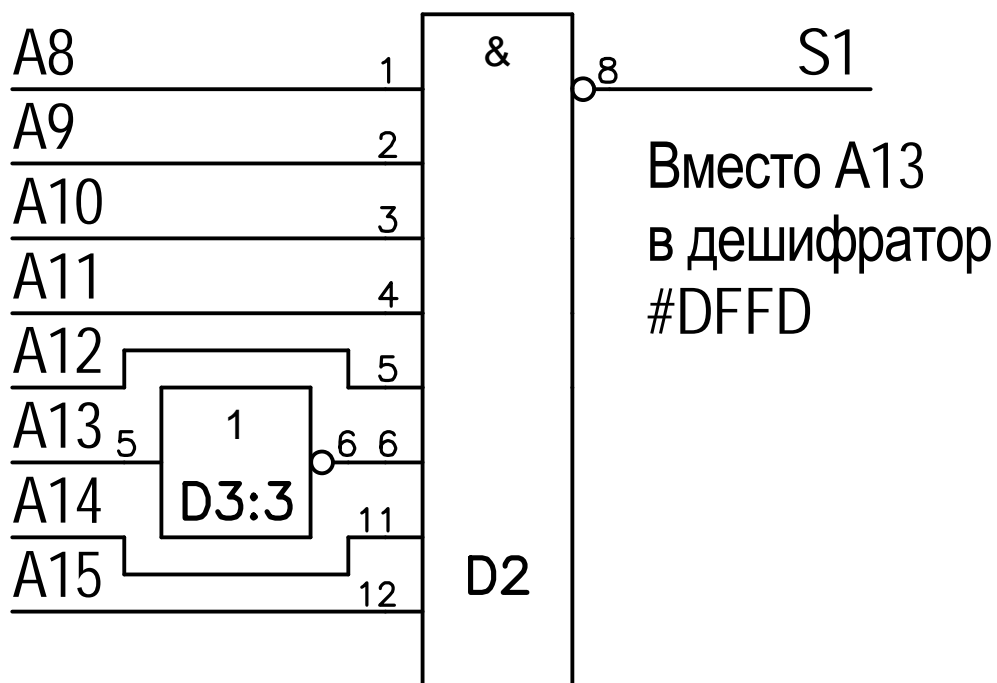 A8 1 & 8 S1
A9 2
A10 3
A11 4
A12 5
A13 5 1 6 6
D3:3
A14 11
A15 12
D2
Вместо A13
в дешифратор
#DFFD